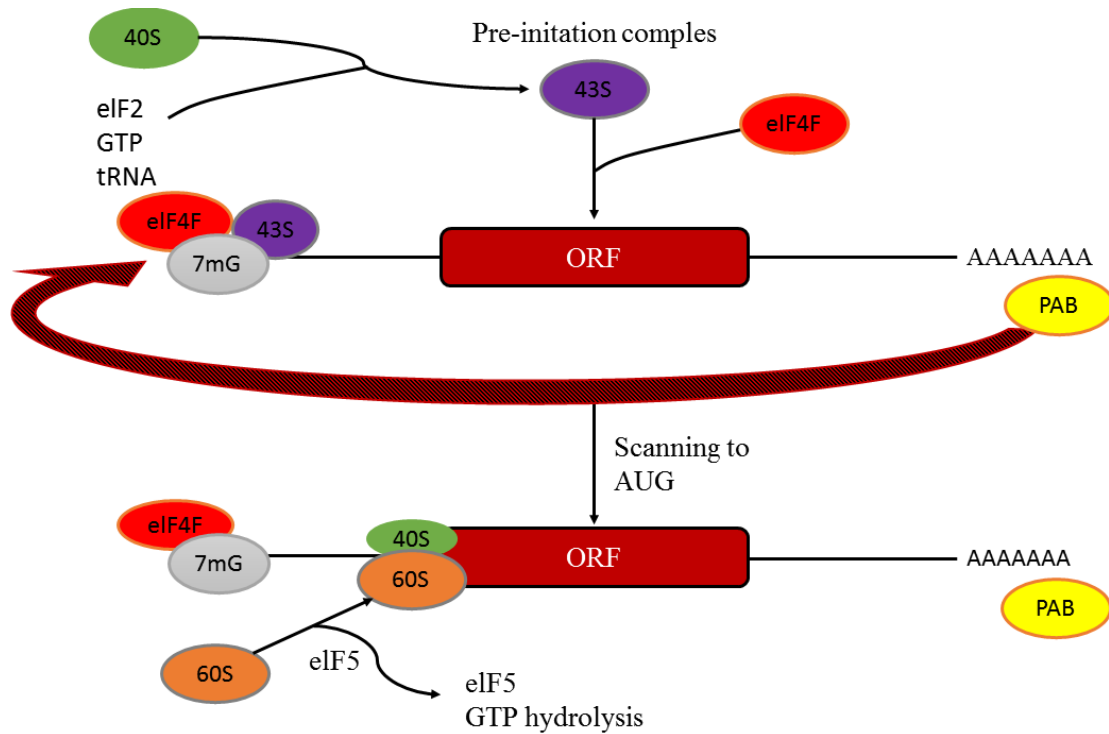 40S
Pre-initation comples
43S
eIF4F
eIF2
GTP
tRNA
eIF4F
43S
7mG
ORF
AAAAAAA
PAB
Scanning to
AUG
eIF4F
7mG
40S
60S
ORF
AAAAAAA
PAB
60S
eIF5
eIF5
GTP hydrolysis